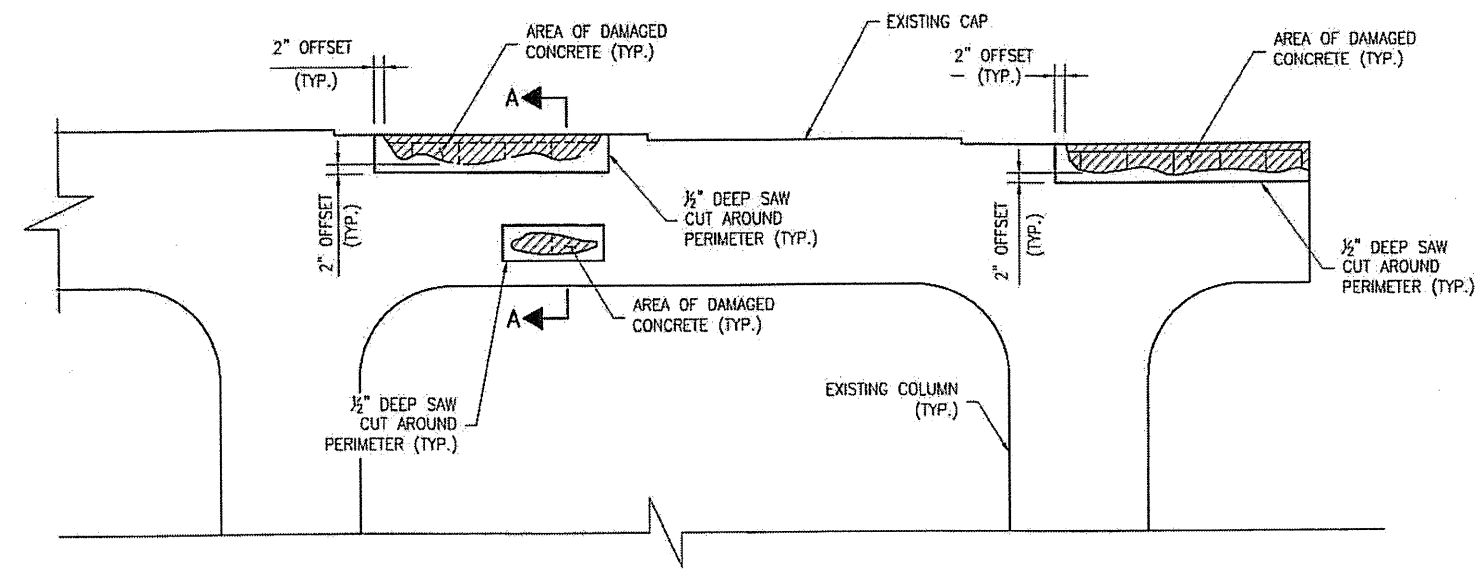 EXISTING CAP
AREA OF DAMAGED
CONCRETE (TYP.)
2" OFFSET
(TYP.)
A
2" OFFSET
(TYP.)
AREA OF DAMAGED
CONCRETE (TYP.)
2" OFFSET
(TYP.)
½" DEEP SAW
CUT AROUND
PERIMETER (TYP.)
2" OFFSET
(TYP.)
½" DEEP SAW
CUT AROUND
PERIMETER (TYP.)
A
AREA OF DAMAGED
CONCRETE (TYP.)
½" DEEP SAW
CUT AROUND
PERIMETER (TYP.)
EXISTING COLUMN
(TYP.)